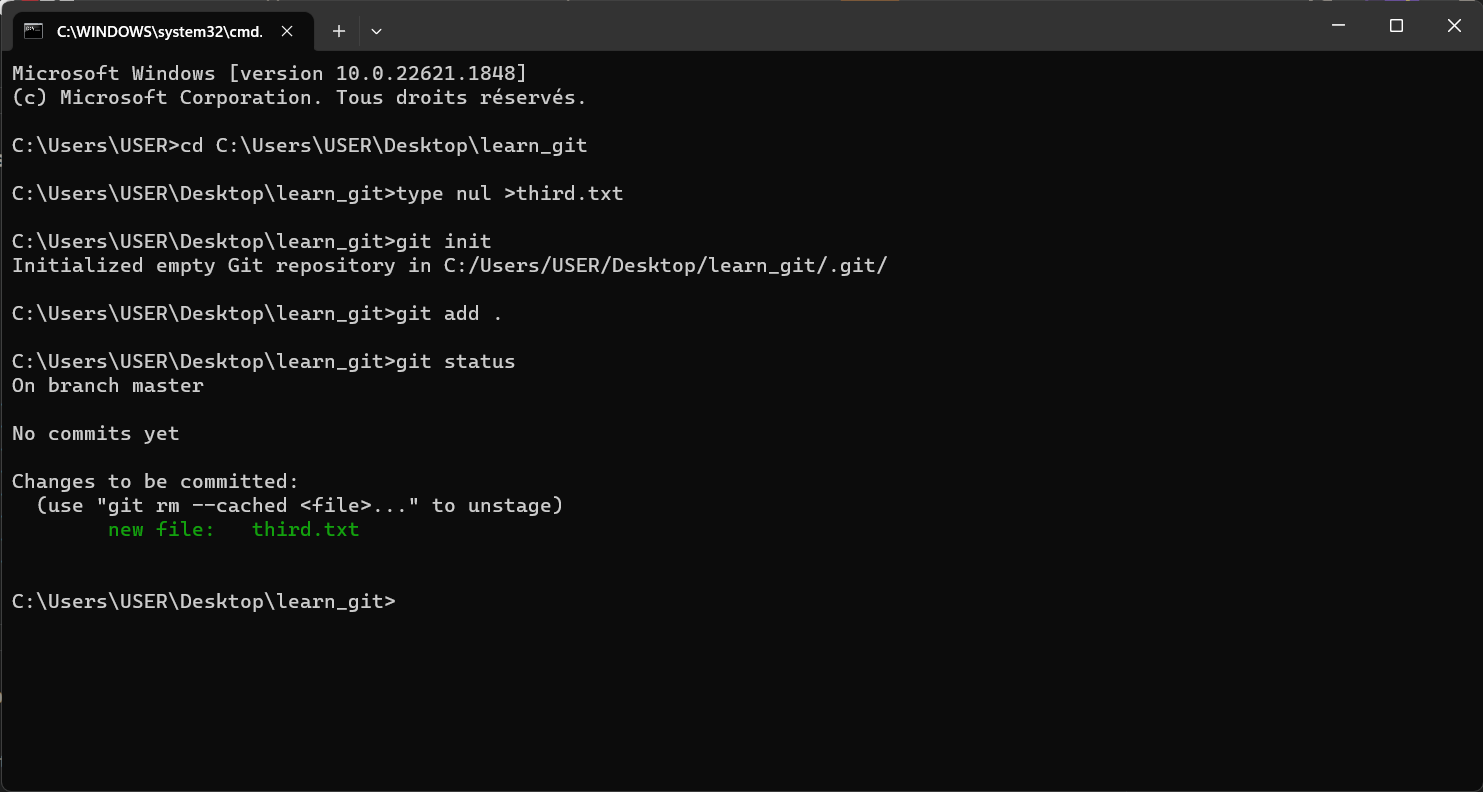 C:\WINDOWS\system32\cmd.
Microsoft Windows [version 10.0.22621.1848]
(c) Microsoft Corporation. Tous droits réservés.
C:\Users\USER>cd C:\Users\USER\Desktop\learn_git
C:\Users\USER\Desktop\learn_git>type nul >third.txt
C:\Users\USER\Desktop\learn_git>git init
Initialized empty Git repository in C:/Users/USER/Desktop/learn_git/.git/
C:\Users\USER\Desktop\learn_git>git add .
C:\Users\USER\Desktop\learn_git>git status
On branch master
No commits yet
Changes to be committed:
  (use "git rm --cached <file>..." to unstage)
        new file:   third.txt
C:\Users\USER\Desktop\learn_git>